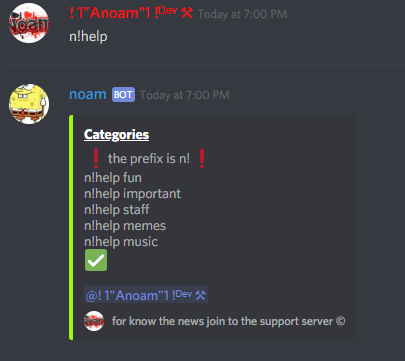 ! 1"Anoam"1 !ᴰᵉᵛ ⚒ Today at 7:00 PM
n!help
noam BOT Today at 7:00 PM
Categories
❗ the prefix is n! ❗
n!help fun
n!help important
n!help staff
n!help memes
n!help music
✅
@! 1"Anoam"1 !ᴰᵉᵛ ⚒
for know the news join to the support server ©